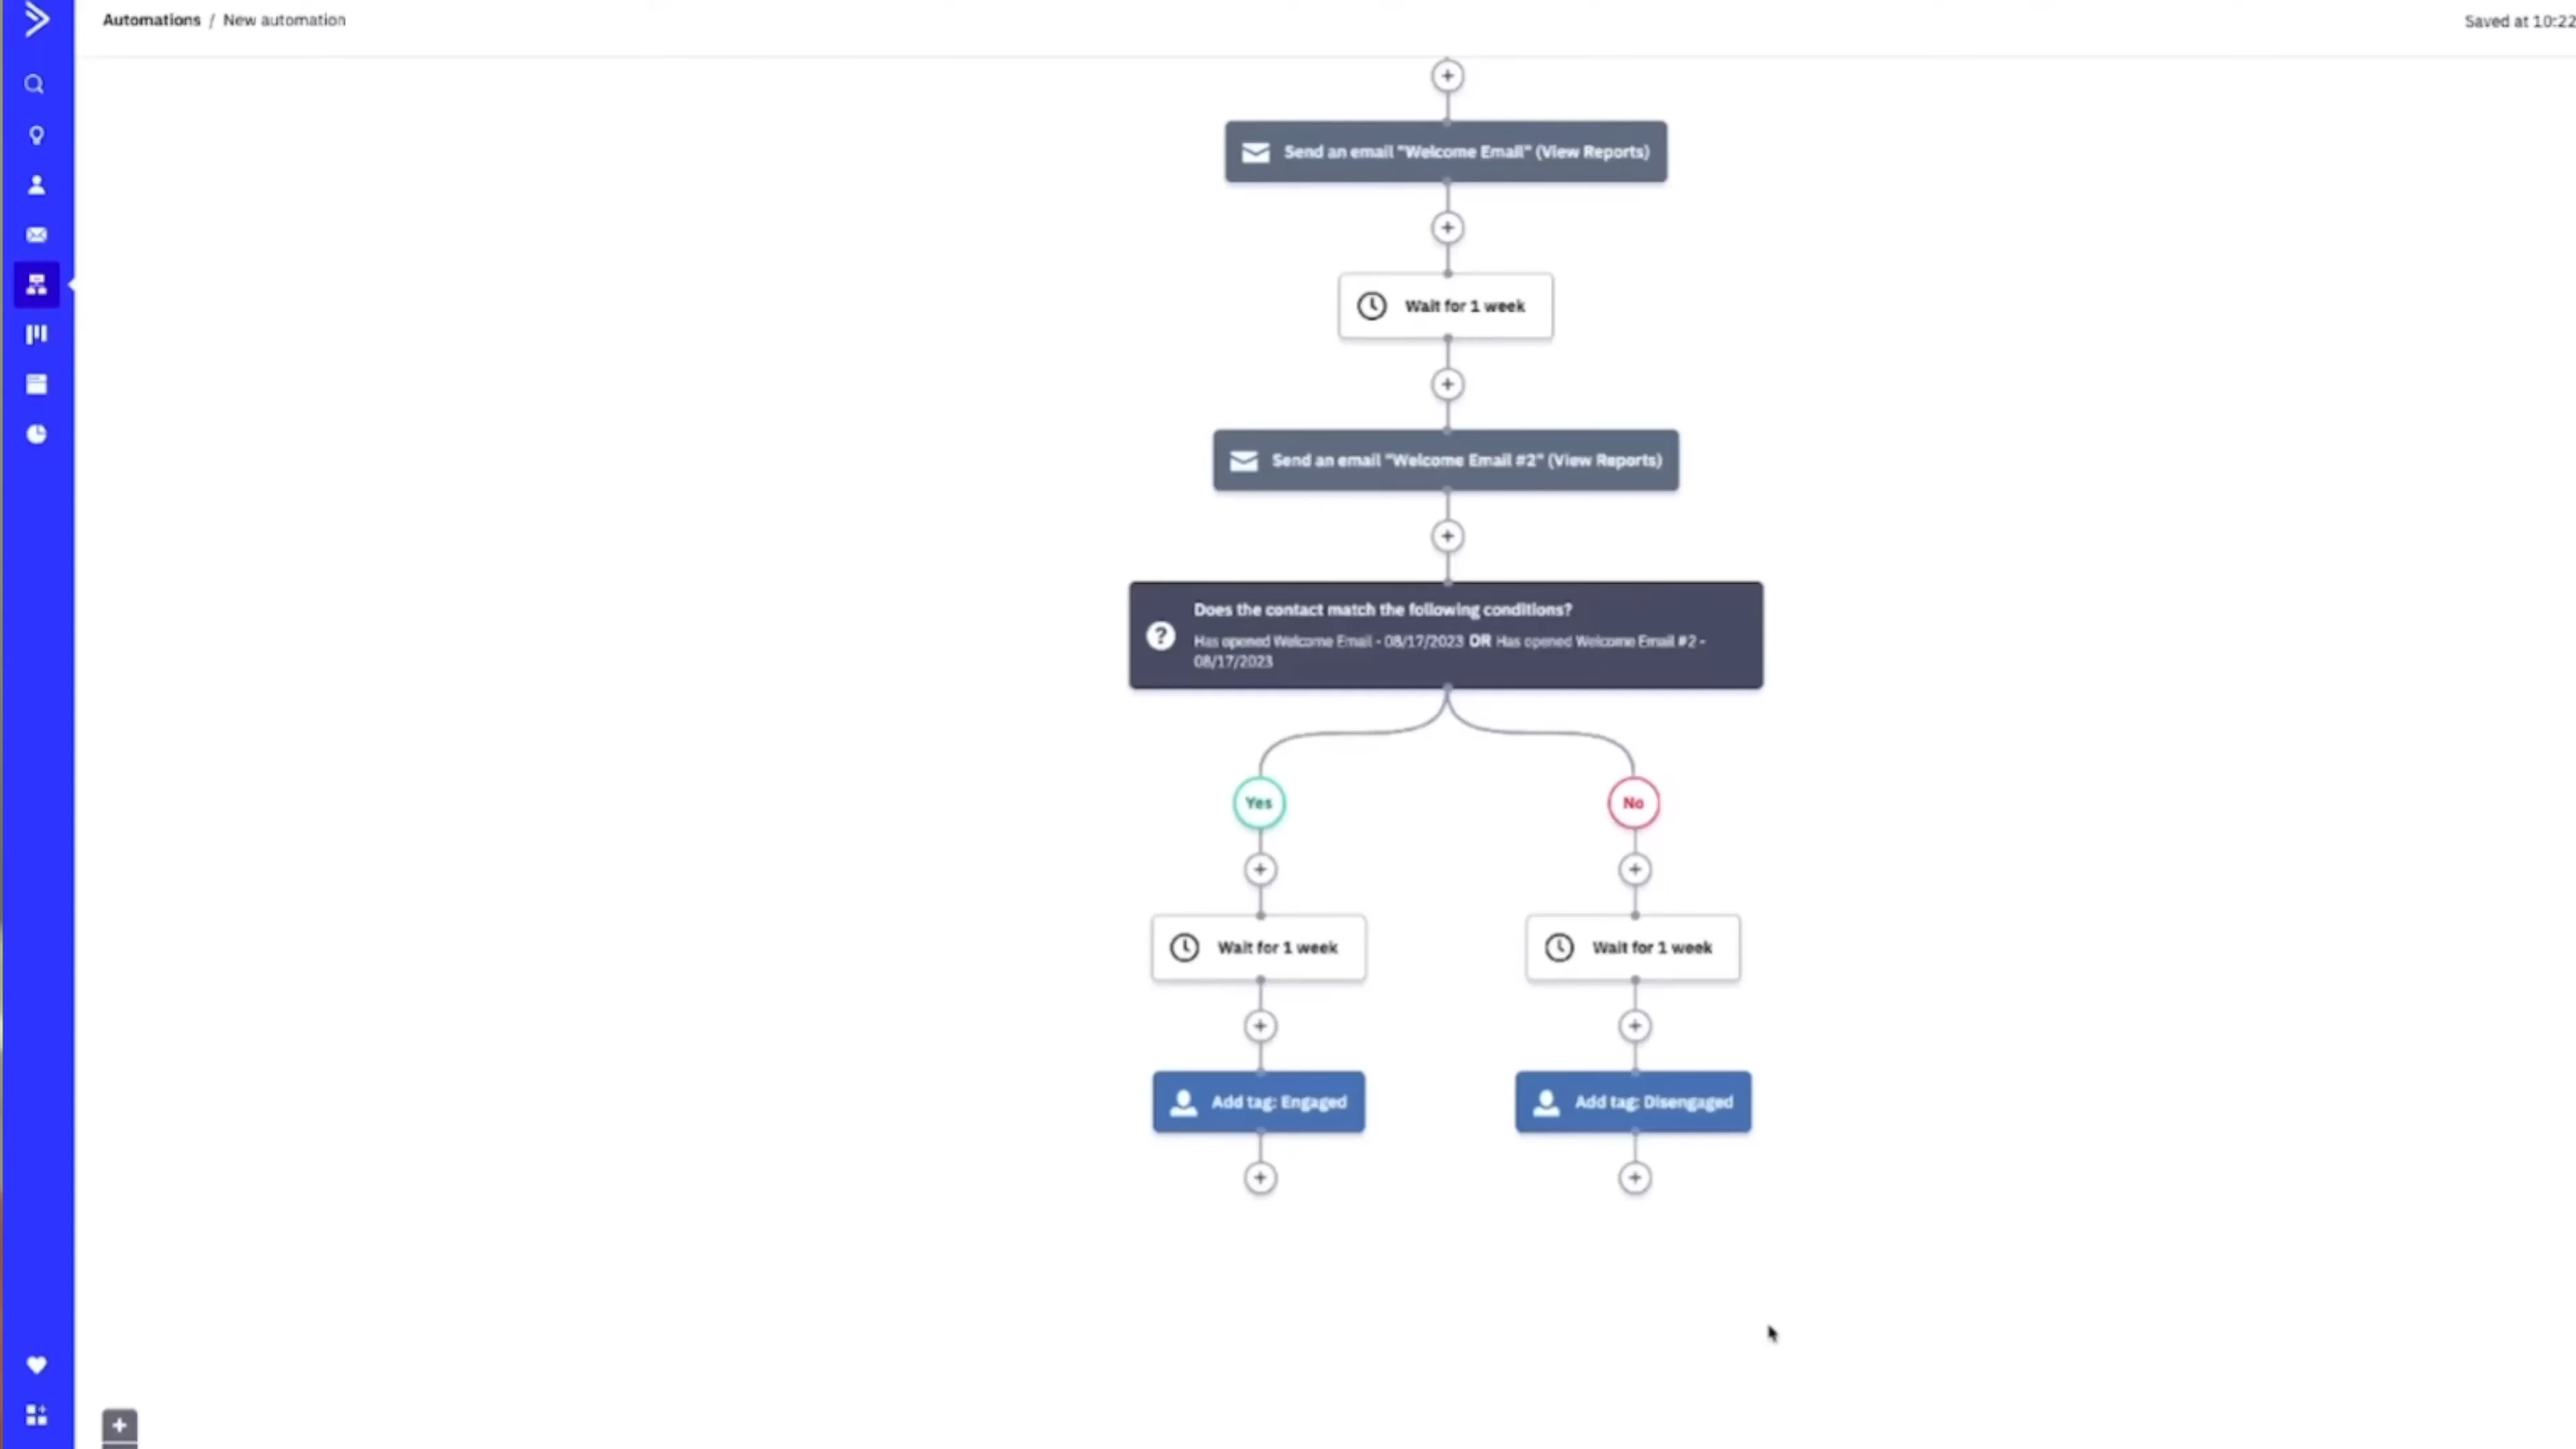 Automations / New automation
Saved at 10:22
Send an email "Welcome Email" (View Reports)
Wait for 1 week
Send an email "Welcome Email #2" (View Reports)
Does the contact match the following conditions?
Has opened Welcome Email - 08/17/2023 OR Has opened Welcome Email #2 -
08/17/2023
Yes
No
Wait for 1 week
Wait for 1 week
Add tag: Engaged
Add tag: Disengaged